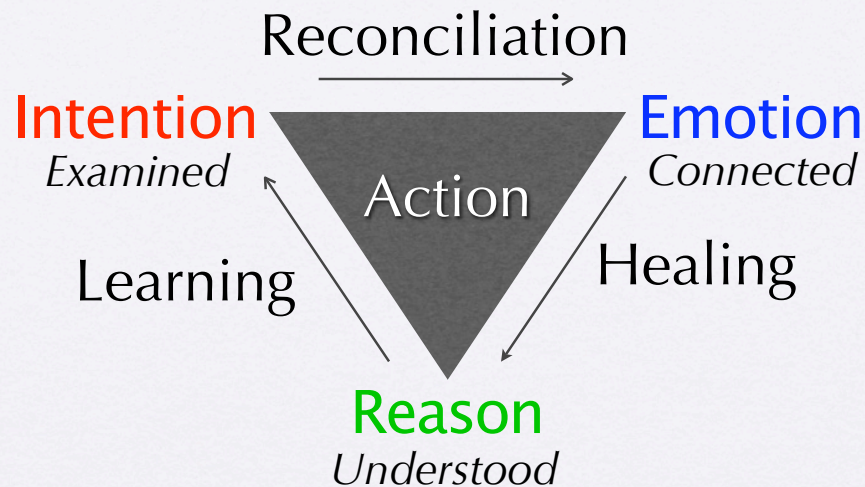 Reconciliation
Intention
Emotion
Examined
Connected
Action
Learning
Healing
Reason
Understood